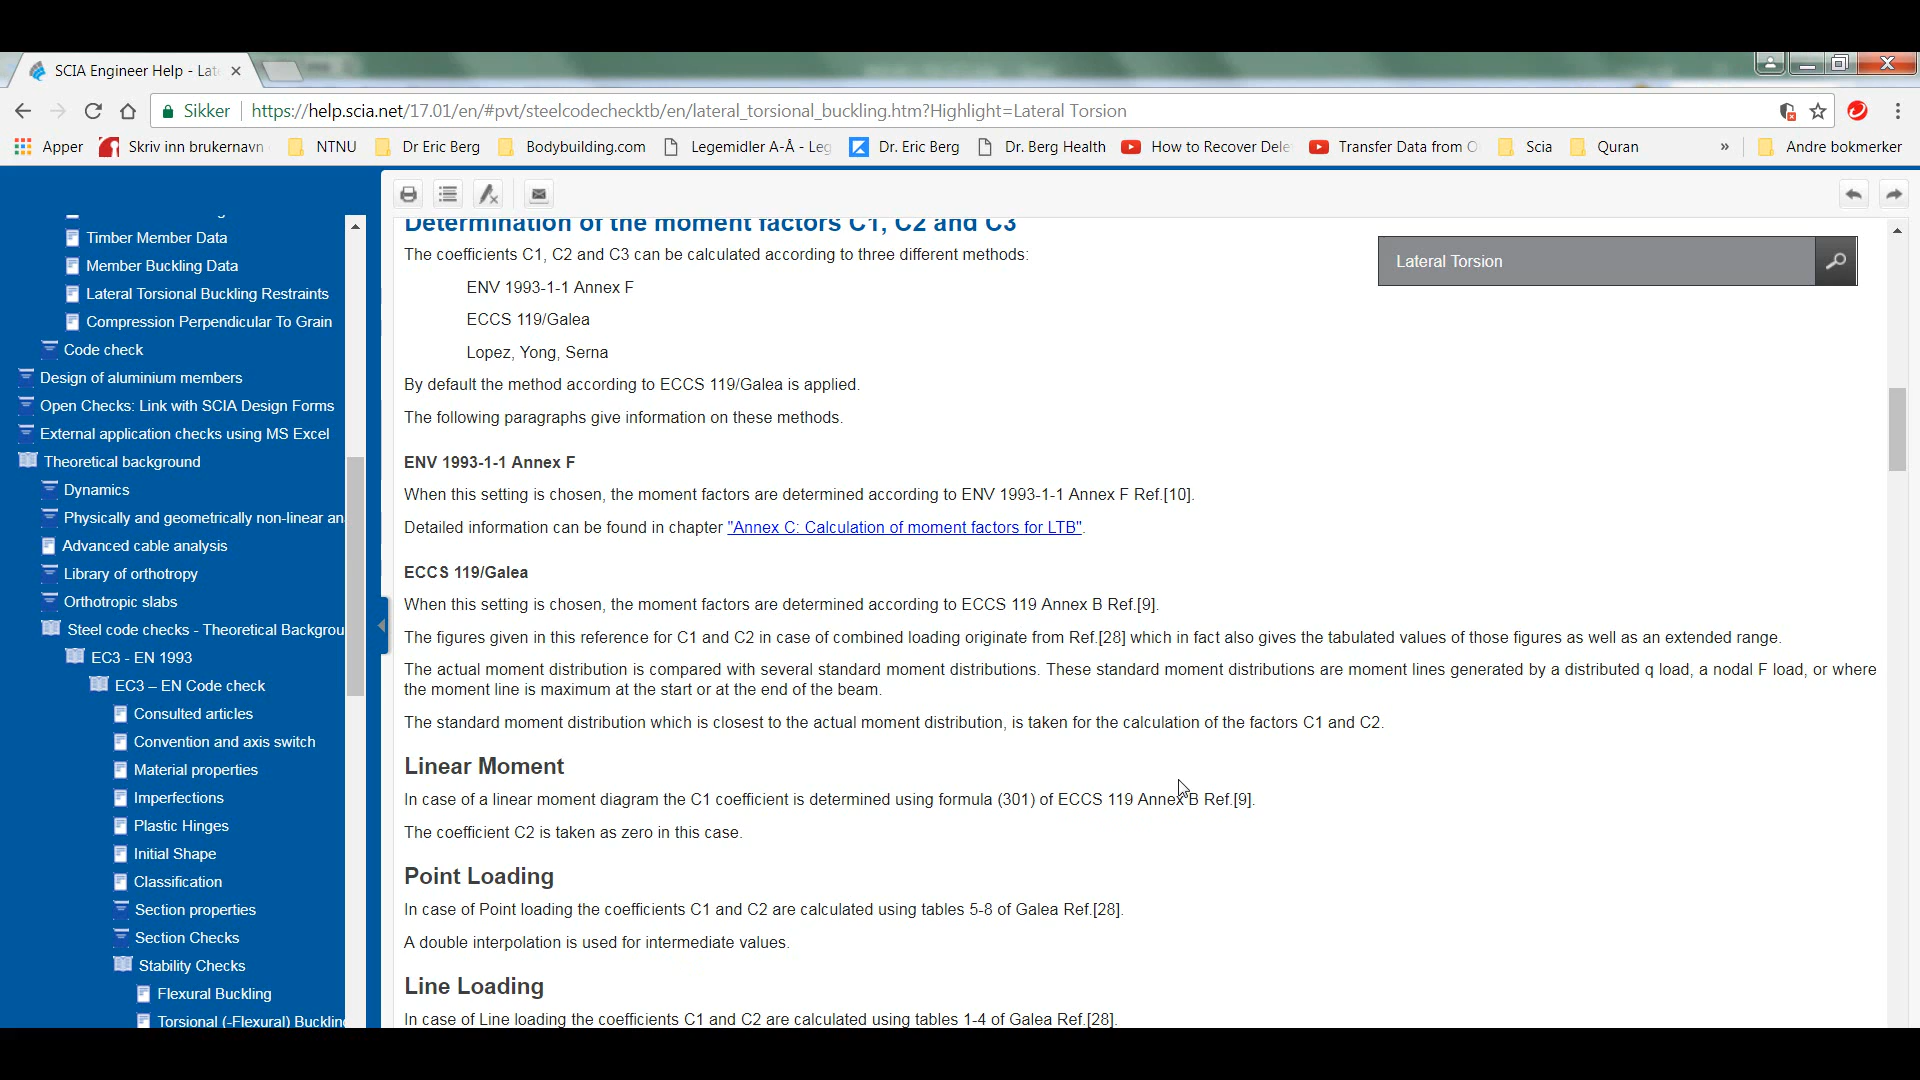 SCIA Engineer Help - Late
Sikker https://help.scia.net/17.01/en/#pvt/steelcodechecktb/en/lateral_torsional_buckling.htm?Highlight=Lateral Torsion
Apper Skriv inn brukernavn NTNU Dr Eric Berg Bodybuilding.com Legemidler A-Å - Leg Dr. Eric Berg Dr. Berg Health How to Recover Dele Transfer Data from O Scia Quran » Andre bokmerker
Timber Member Data
Member Buckling Data
Lateral Torsional Buckling Restraints
Compression Perpendicular To Grain
Code check
Design of aluminium members
Open Checks: Link with SCIA Design Forms
External application checks using MS Excel
Theoretical background
Dynamics
Physically and geometrically non-linear an
Advanced cable analysis
Library of orthotropy
Orthotropic slabs
Steel code checks - Theoretical Backgrou
EC3 - EN 1993
EC3 – EN Code check
Consulted articles
Convention and axis switch
Material properties
Imperfections
Plastic Hinges
Initial Shape
Classification
Section properties
Section Checks
Stability Checks
Flexural Buckling
Torsional (-Flexural) Buckling
Determination of the moment factors C1, C2 and C3
Lateral Torsion
The coefficients C1, C2 and C3 can be calculated according to three different methods:
ENV 1993-1-1 Annex F
ECCS 119/Galea
Lopez, Yong, Serna
By default the method according to ECCS 119/Galea is applied.
The following paragraphs give information on these methods.
ENV 1993-1-1 Annex F
When this setting is chosen, the moment factors are determined according to ENV 1993-1-1 Annex F Ref.[10].
Detailed information can be found in chapter "Annex C: Calculation of moment factors for LTB".
ECCS 119/Galea
When this setting is chosen, the moment factors are determined according to ECCS 119 Annex B Ref.[9].
The figures given in this reference for C1 and C2 in case of combined loading originate from Ref.[28] which in fact also gives the tabulated values of those figures as well as an extended range.
The actual moment distribution is compared with several standard moment distributions. These standard moment distributions are moment lines generated by a distributed q load, a nodal F load, or where
the moment line is maximum at the start or at the end of the beam.
The standard moment distribution which is closest to the actual moment distribution, is taken for the calculation of the factors C1 and C2.
Linear Moment
In case of a linear moment diagram the C1 coefficient is determined using formula (301) of ECCS 119 Annex B Ref.[9].
The coefficient C2 is taken as zero in this case.
Point Loading
In case of Point loading the coefficients C1 and C2 are calculated using tables 5-8 of Galea Ref.[28].
A double interpolation is used for intermediate values.
Line Loading
In case of Line loading the coefficients C1 and C2 are calculated using tables 1-4 of Galea Ref.[28].